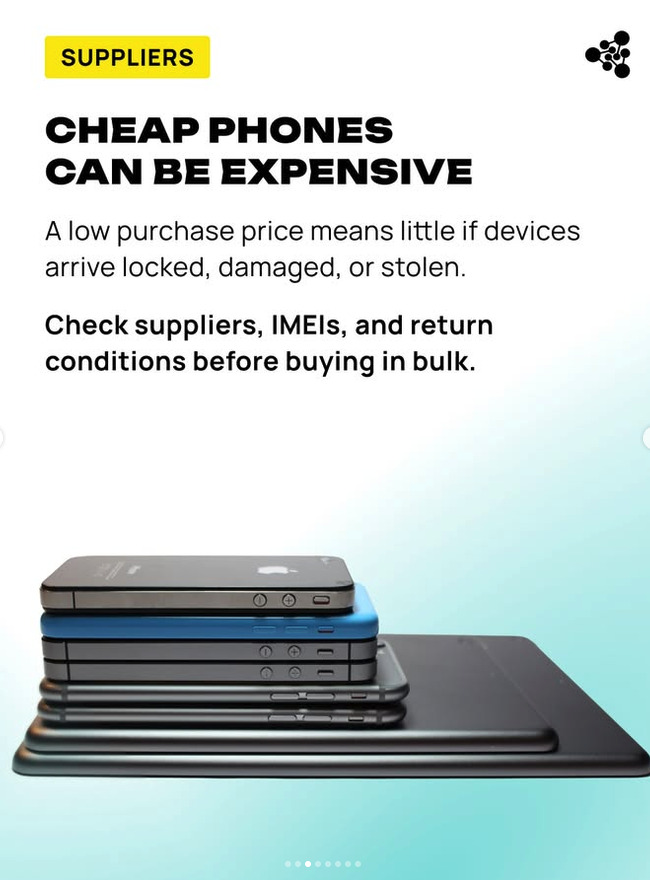 SUPPLIERS
CHEAP PHONES
CAN BE EXPENSIVE
A low purchase price means little if devices
arrive locked, damaged, or stolen.
Check suppliers, IMEIs, and return
conditions before buying in bulk.